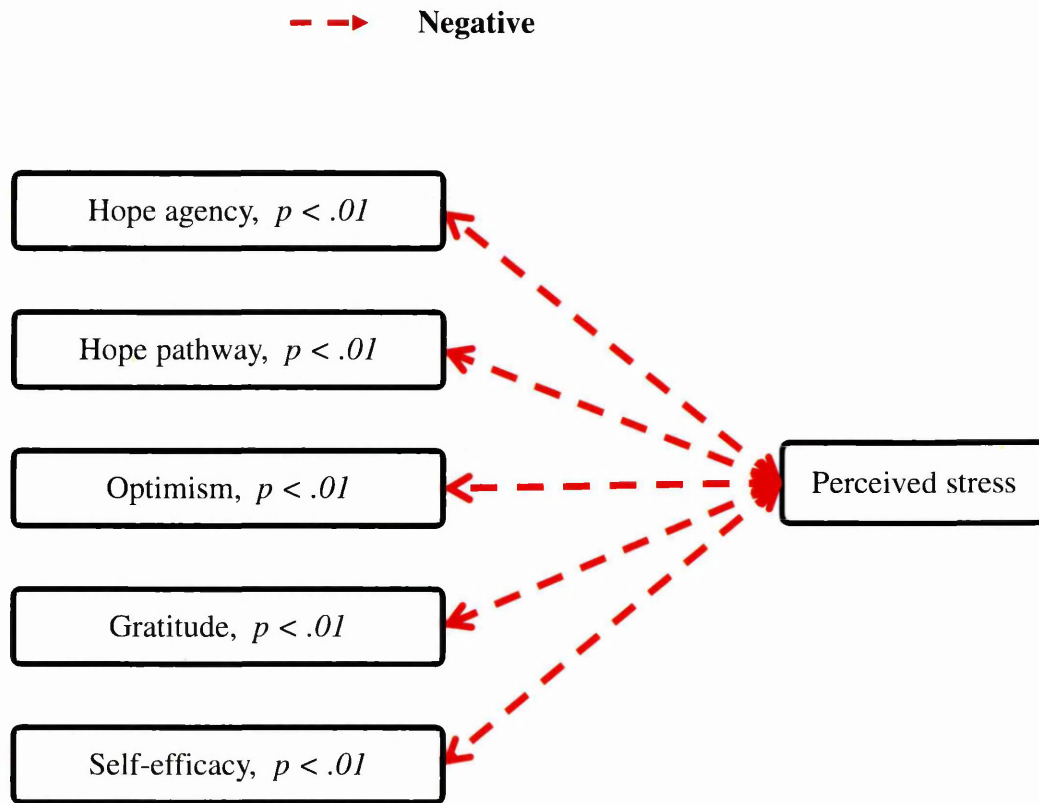 Negative
Hope agency, p < .01
Hope pathway, p < .01
Optimism, p < .01
Perceived stress
Gratitude, p < .01
Self-efficacy, p < .01